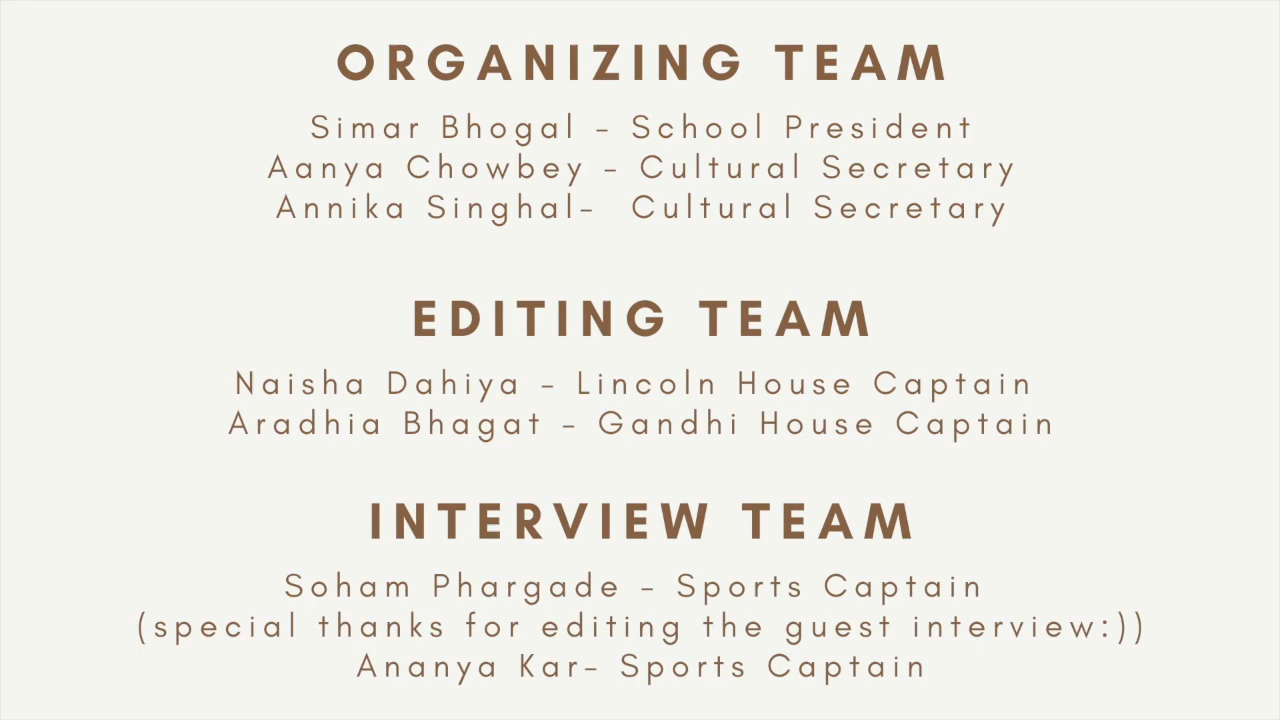 ORGANIZING TEAM
Simar Bhogal - School President
Aanya Chowbey - Cultural Secretary
Annika Singhal- Cultural Secretary
EDITING TEAM
Naisha Dahiya - Lincoln House Captain
Aradhia Bhagat - Gandhi House Captain
INTERVIEW TEAM
Soham Phargade - Sports Captain
(special thanks for editing the guest interview:))
Ananya Kar- Sports Captain